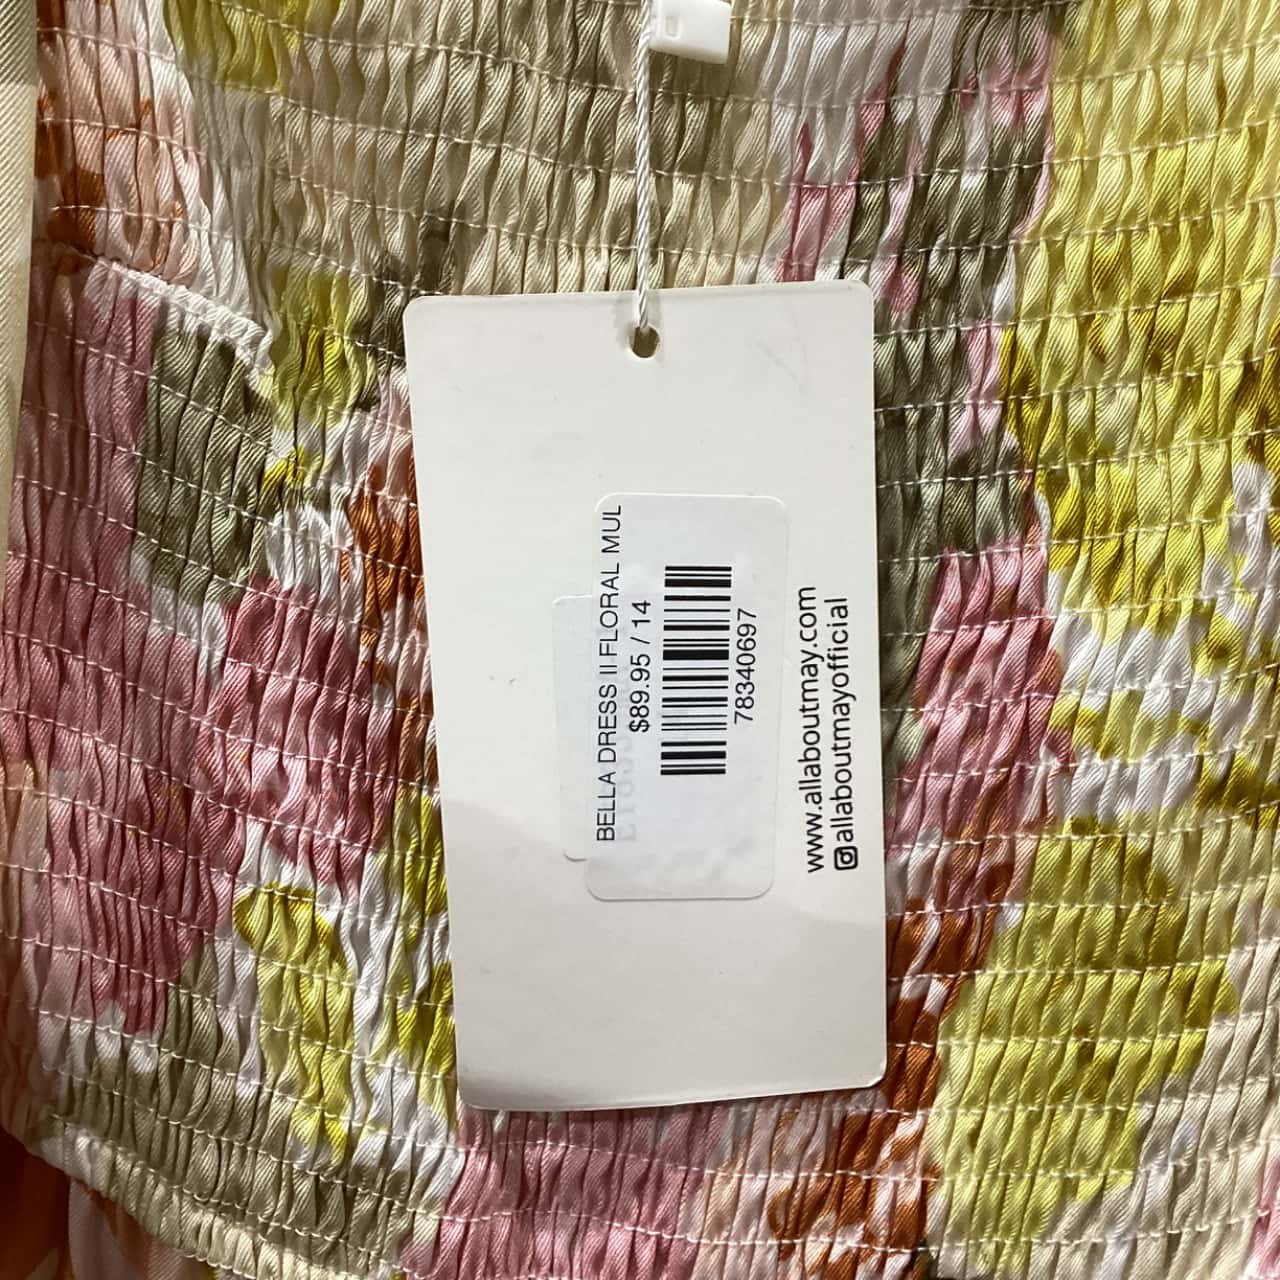 BELLA DRESS II FLORAL MUL
$89.95 / 14
78340697
www.allaboutmay.com
allaboutmayofficial